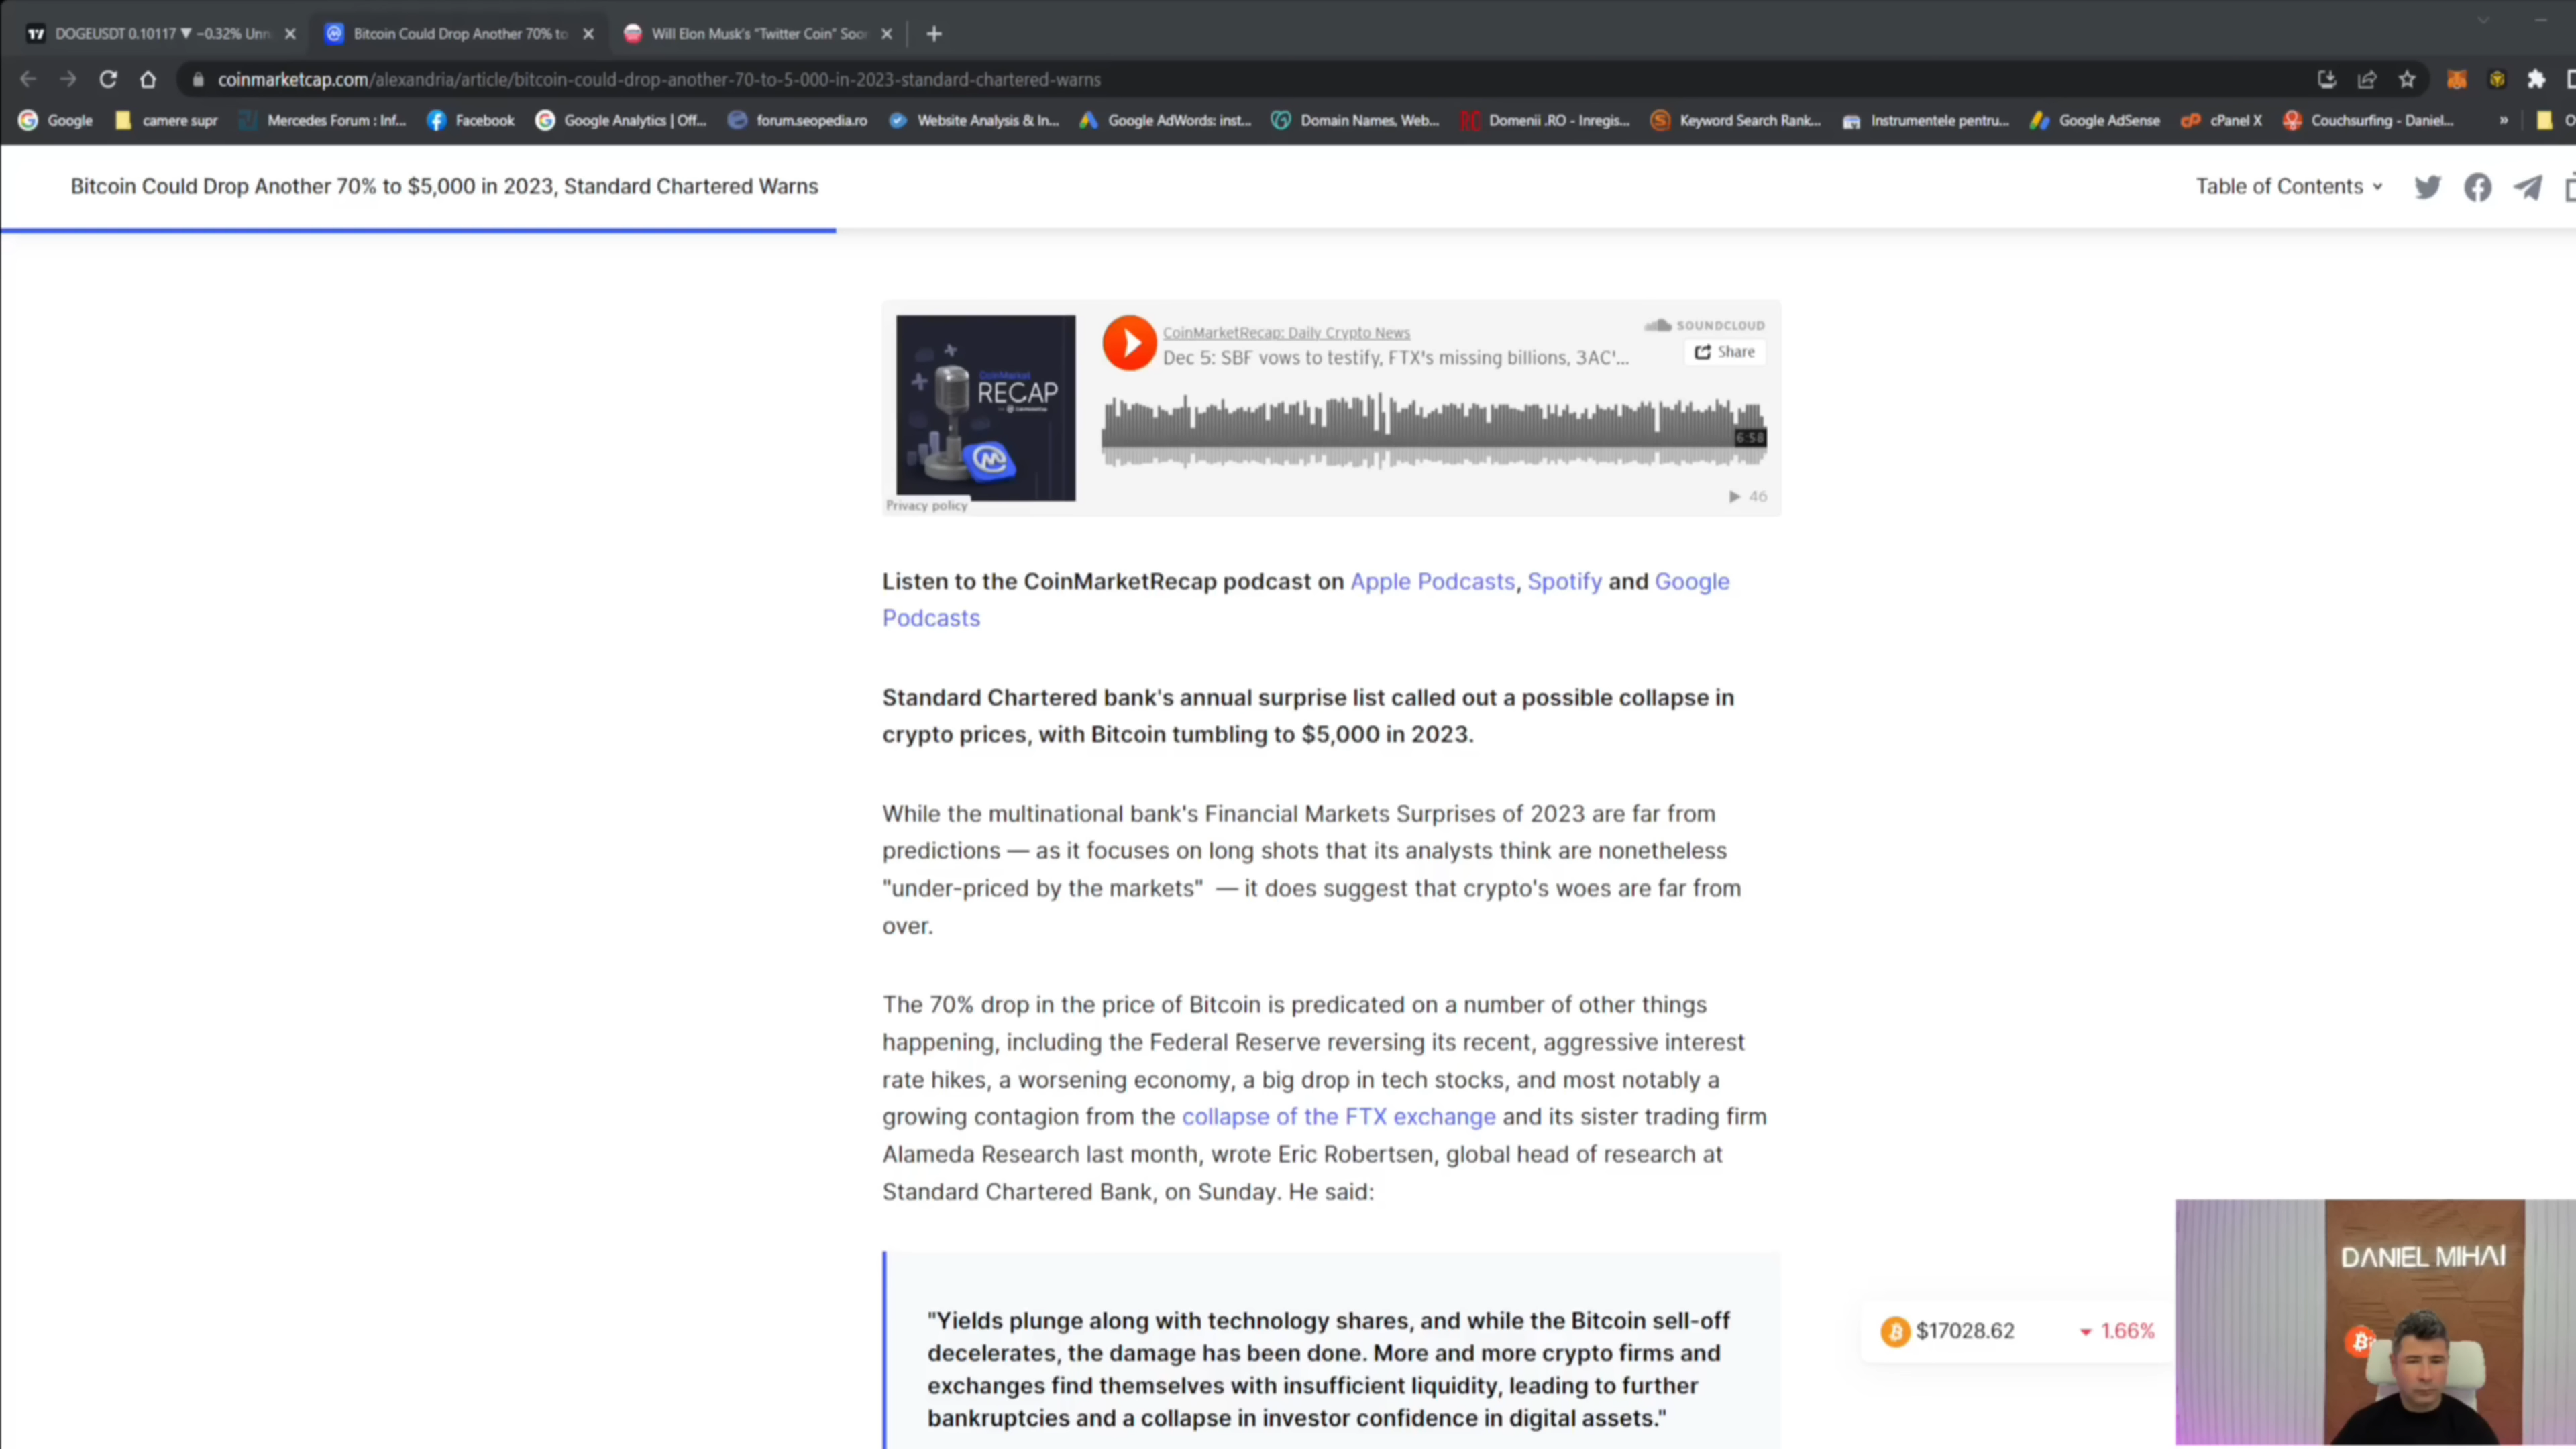 DOGEUSDT 0.10117 ▼ −0.32% Unn
Bitcoin Could Drop Another 70% to
Will Elon Musk's "Twitter Coin" Soo
coinmarketcap.com/alexandria/article/bitcoin-could-drop-another-70-to-5-000-in-2023-standard-chartered-warns
Google
camere supr
Mercedes Forum : Inf...
Facebook
Google Analytics | Off...
forum.seopedia.ro
Website Analysis & In...
Google AdWords: inst...
Domain Names, Web...
Domenii .RO - Inregis...
Keyword Search Rank...
Instrumentele pentru...
Google AdSense
cPanel X
Couchsurfing - Daniel...
»
Bitcoin Could Drop Another 70% to $5,000 in 2023, Standard Chartered Warns
Table of Contents
CoinMarket
RECAP
CoinMarketRecap: Daily Crypto News
Dec 5: SBF vows to testify, FTX's missing billions, 3AC'...
SOUNDCLOUD
Share
6:58
Privacy policy
46
Listen to the CoinMarketRecap podcast on Apple Podcasts, Spotify and Google
Podcasts
Standard Chartered bank's annual surprise list called out a possible collapse in
crypto prices, with Bitcoin tumbling to $5,000 in 2023.
While the multinational bank's Financial Markets Surprises of 2023 are far from
predictions — as it focuses on long shots that its analysts think are nonetheless
"under-priced by the markets" — it does suggest that crypto's woes are far from
over.
The 70% drop in the price of Bitcoin is predicated on a number of other things
happening, including the Federal Reserve reversing its recent, aggressive interest
rate hikes, a worsening economy, a big drop in tech stocks, and most notably a
growing contagion from the collapse of the FTX exchange and its sister trading firm
Alameda Research last month, wrote Eric Robertsen, global head of research at
Standard Chartered Bank, on Sunday. He said:
"Yields plunge along with technology shares, and while the Bitcoin sell-off
decelerates, the damage has been done. More and more crypto firms and
exchanges find themselves with insufficient liquidity, leading to further
bankruptcies and a collapse in investor confidence in digital assets."
$17028.62
▼ 1.66%
DANIEL MIHAI